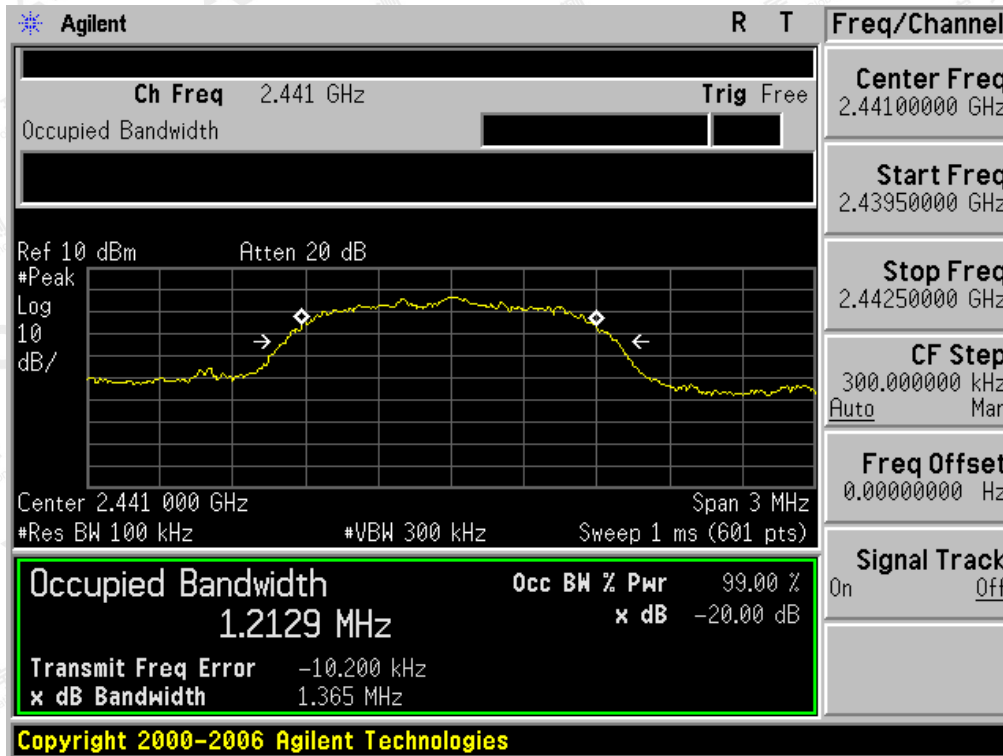 Agilent R T
Ch Freq 2.441 GHz Trig Free
Occupied Bandwidth
Ref 10 dBm Atten 20 dB
#Peak
Log
10
dB/
Center 2.441 000 GHz Span 3 MHz
#Res BW 100 kHz #VBW 300 kHz Sweep 1 ms (601 pts)
Occupied Bandwidth
1.2129 MHz
Occ BW % Pwr 99.00 %
x dB -20.00 dB
Transmit Freq Error -10.200 kHz
x dB Bandwidth 1.365 MHz
Copyright 2000-2006 Agilent Technologies
Freq/Channel
Center Freq
2.44100000 GHz
Start Freq
2.43950000 GHz
Stop Freq
2.44250000 GHz
CF Step
300.000000 kHz
Auto Man
Freq Offset
0.00000000 Hz
Signal Track
On Off